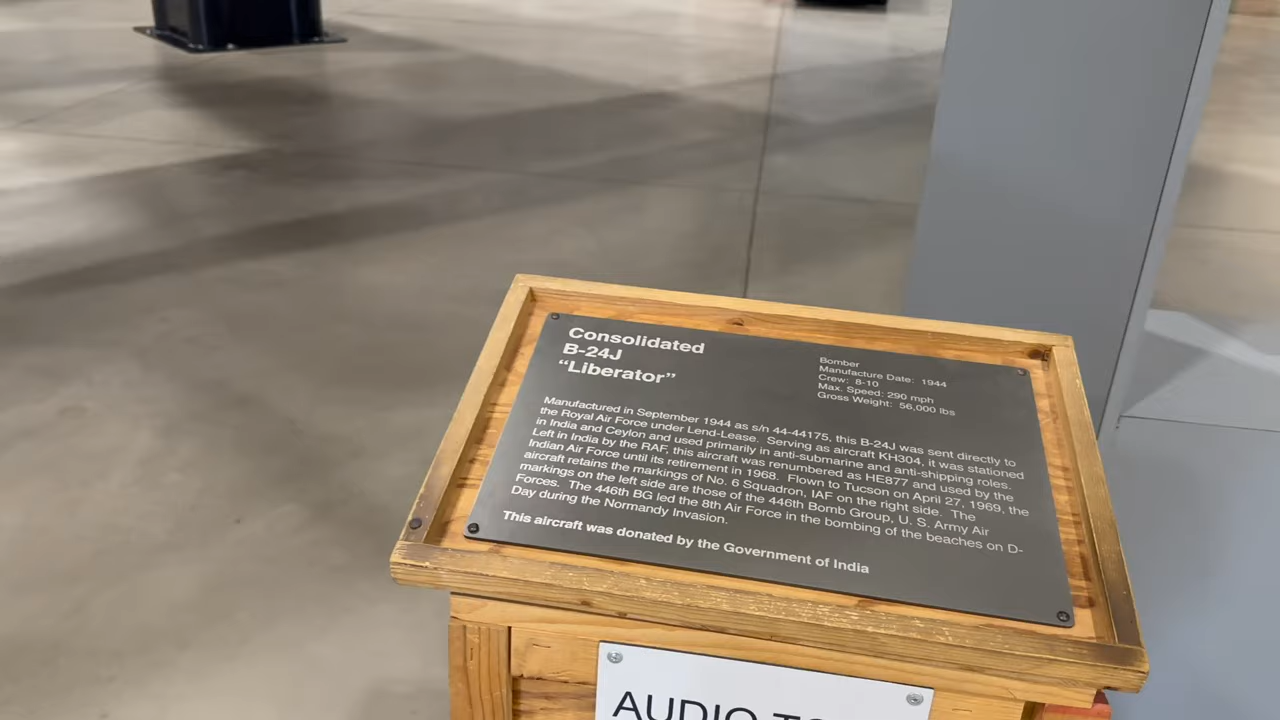 Consolidated
B-24J
“Liberator”
Bomber
Manufacture Date: 1944
Crew: 8-10
Max. Speed: 290 mph
Gross Weight: 56,000 lbs
Manufactured in September 1944 as s/n 44-44175, this B-24J was sent directly to
the Royal Air Force under Lend-Lease. Serving as aircraft KH304, it was stationed
in India and Ceylon and used primarily in anti-submarine and anti-shipping roles.
Left in India by the RAF, this aircraft was renumbered as HE877 and used by the
Indian Air Force until its retirement in 1968. Flown to Tucson on April 27, 1969, the
aircraft retains the markings of No. 6 Squadron, IAF on the right side. The
markings on the left side are those of the 446th Bomb Group, U. S. Army Air
Forces. The 446th BG led the 8th Air Force in the bombing of the beaches on D-
Day during the Normandy Invasion.
This aircraft was donated by the Government of India
AUDIO